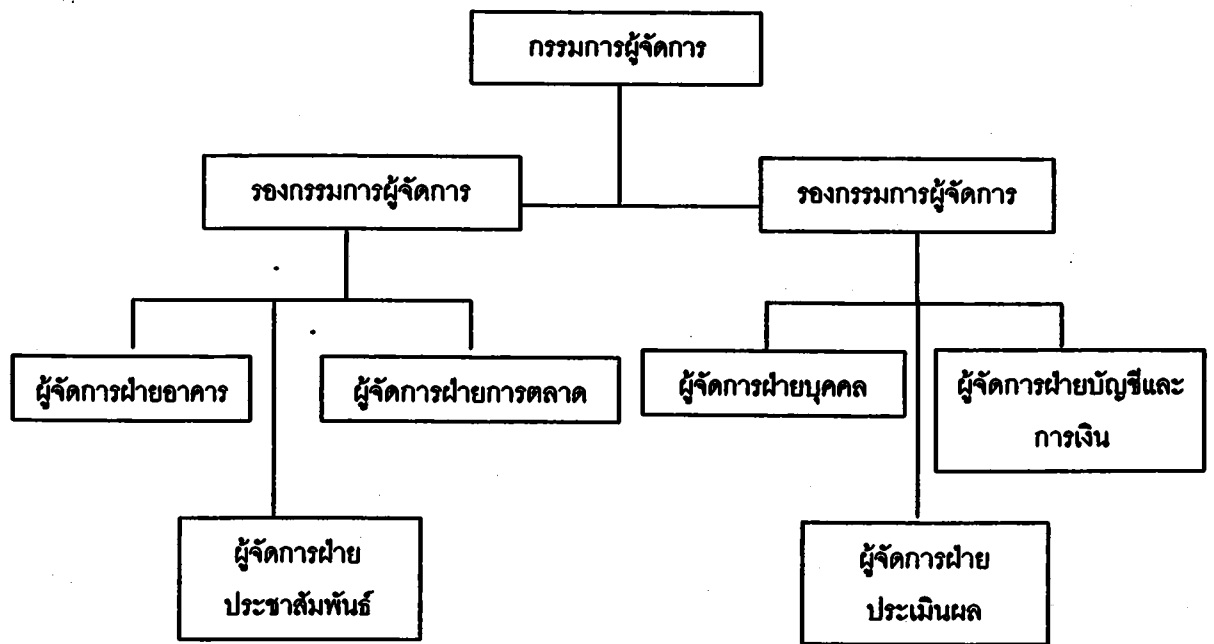 กรรมการผู้จัดการ
รองกรรมการผู้จัดการ
รองกรรมการผู้จัดการ
ผู้จัดการฝ่ายอาคาร
ผู้จัดการฝ่ายการตลาด
ผู้จัดการฝ่ายบุคคล
ผู้จัดการฝ่ายบัญชีและ
การเงิน
ผู้จัดการฝ่าย
ประชาสัมพันธ์
ผู้จัดการฝ่าย
ประเมินผล